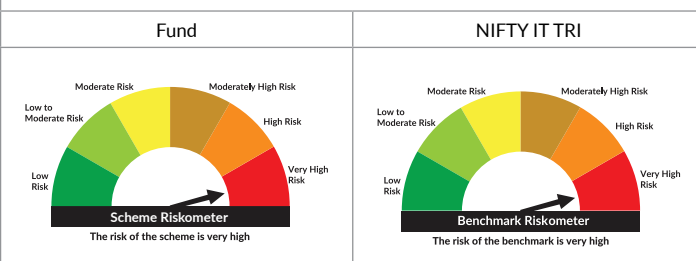 Fund
NIFTY IT TRI
Moderate Risk
Moderately High Risk
Low to
Moderate Risk
High Risk
Low
Risk
Very High
Risk
Scheme Riskometer
The risk of the scheme is very high
Moderate Risk
Moderately High Risk
Low to
Moderate Risk
High Risk
Low
Risk
Very High
Risk
Benchmark Riskometer
The risk of the benchmark is very high